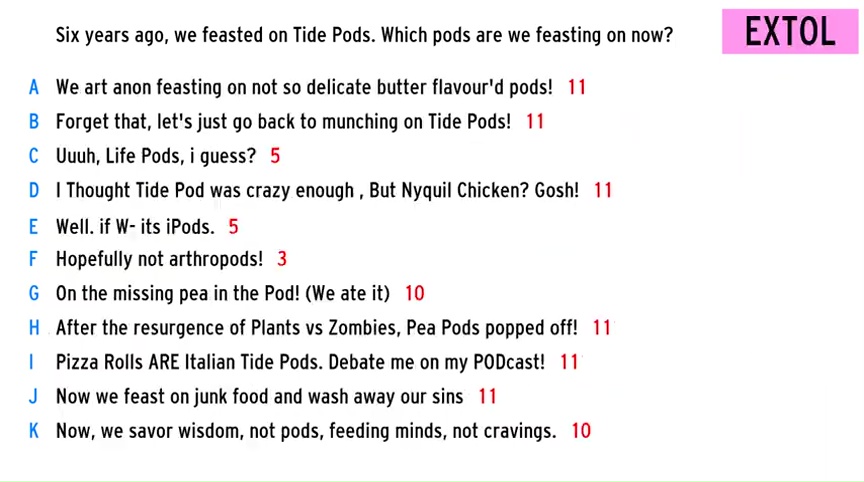 Six years ago, we feasted on Tide Pods. Which pods are we feasting on now?
EXTOL
A We art anon feasting on not so delicate butter flavour'd pods! 11
B Forget that, let's just go back to munching on Tide Pods! 11
C Uuuh, Life Pods, i guess? 5
D I Thought Tide Pod was crazy enough , But Nyquil Chicken? Gosh! 11
E Well. if W- its iPods. 5
F Hopefully not arthropods! 3
G On the missing pea in the Pod! (We ate it) 10
H After the resurgence of Plants vs Zombies, Pea Pods popped off! 11
I Pizza Rolls ARE Italian Tide Pods. Debate me on my PODcast! 11
J Now we feast on junk food and wash away our sins 11
K Now, we savor wisdom, not pods, feeding minds, not cravings. 10